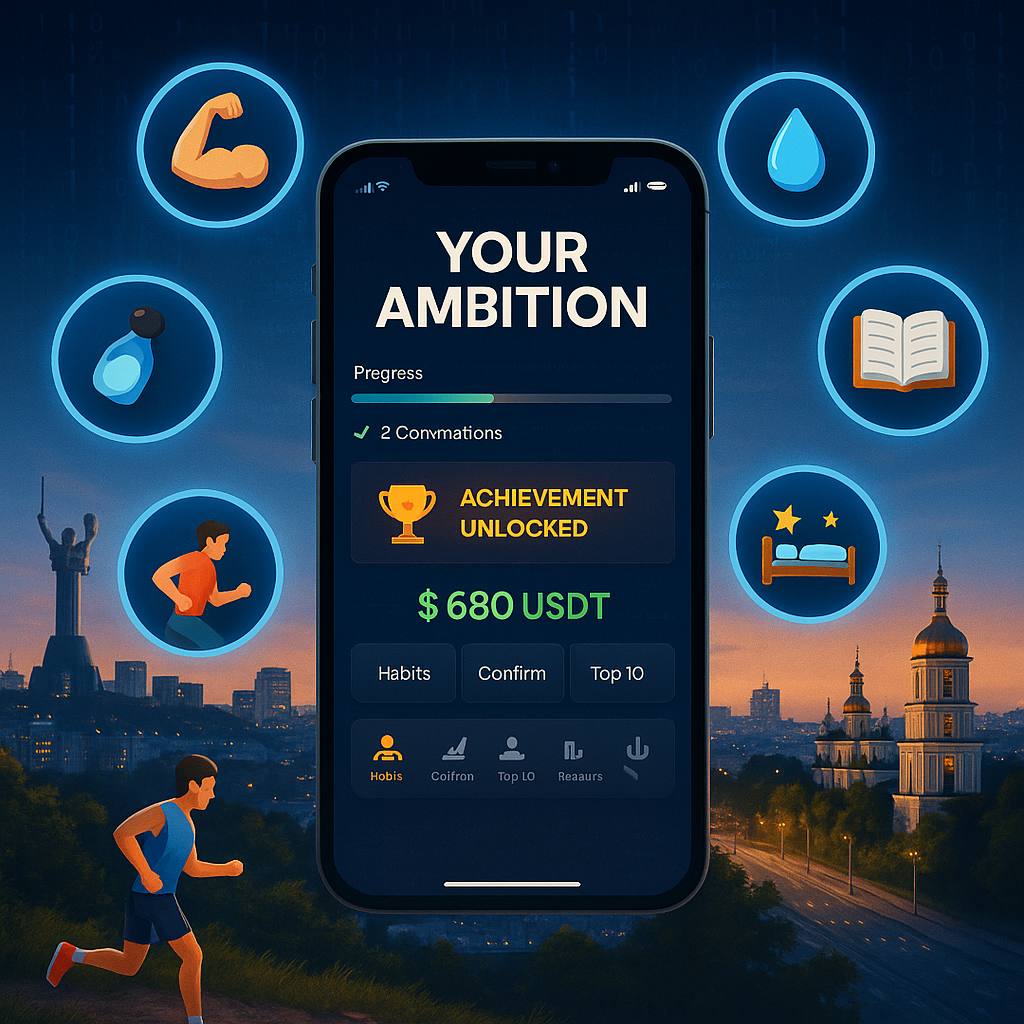 YOUR
AMBITION
Pregress
2 Convmations
ACHIEVEMENT
UNLOCKED
$ 680 USDT
Habits Confirm Top 10
Hobis Coifron Top LO Reaaurs